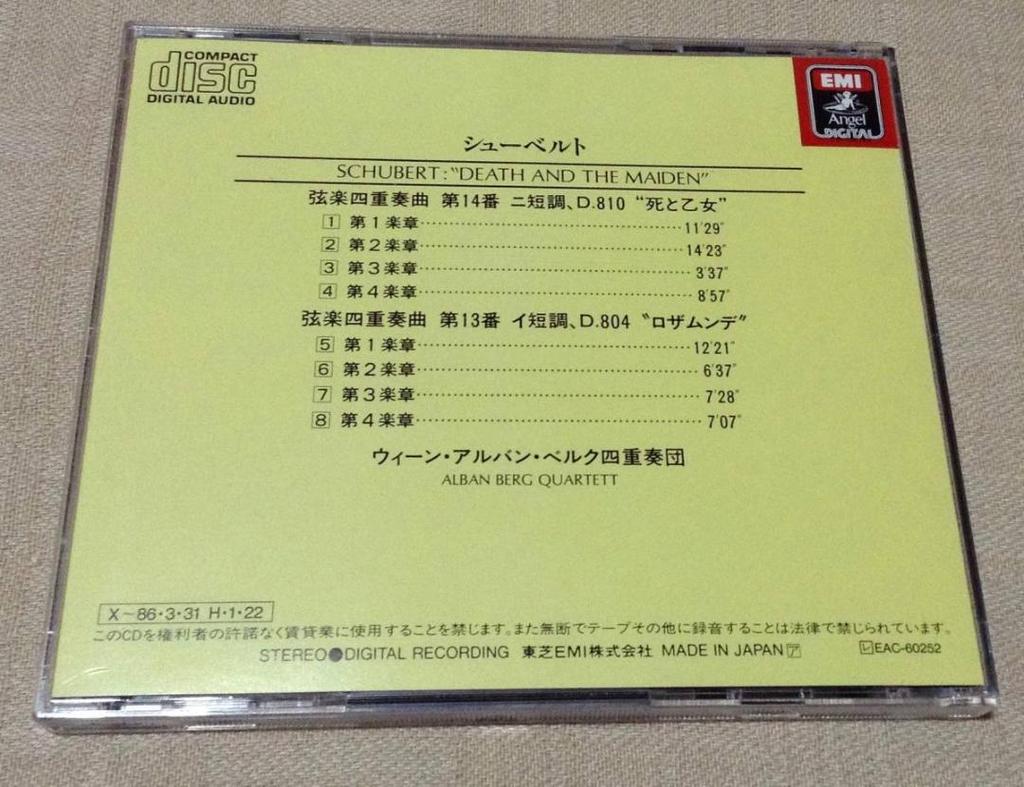 COMPACT
disc
DIGITAL AUDIO
EMI
Angel
DIGITAL
シューベルト
SCHUBERT:"DEATH AND THE MAIDEN"
弦楽四重奏曲 第14番 ニ短調、D.810 "死と乙女"
1 第1楽章 11'29"
2 第2楽章 14'23"
3 第3楽章 3'37"
4 第4楽章 8'57"
弦楽四重奏曲 第13番 イ短調、D.804 "ロザムンデ"
5 第1楽章 12'21"
6 第2楽章 6'37"
7 第3楽章 7'28"
8 第4楽章 7'07"
ウィーン・アルバン・ベルク四重奏団
ALBAN BERG QUARTETT
X～86・3・31 H・1・22
このCDを権利者の許諾なく賃貸業に使用することを禁じます。また無断でテープその他に録音することは法律で禁じられています。
STEREO●DIGITAL RECORDING 東芝EMI株式会社 MADE IN JAPAN ア
レ EAC-60252